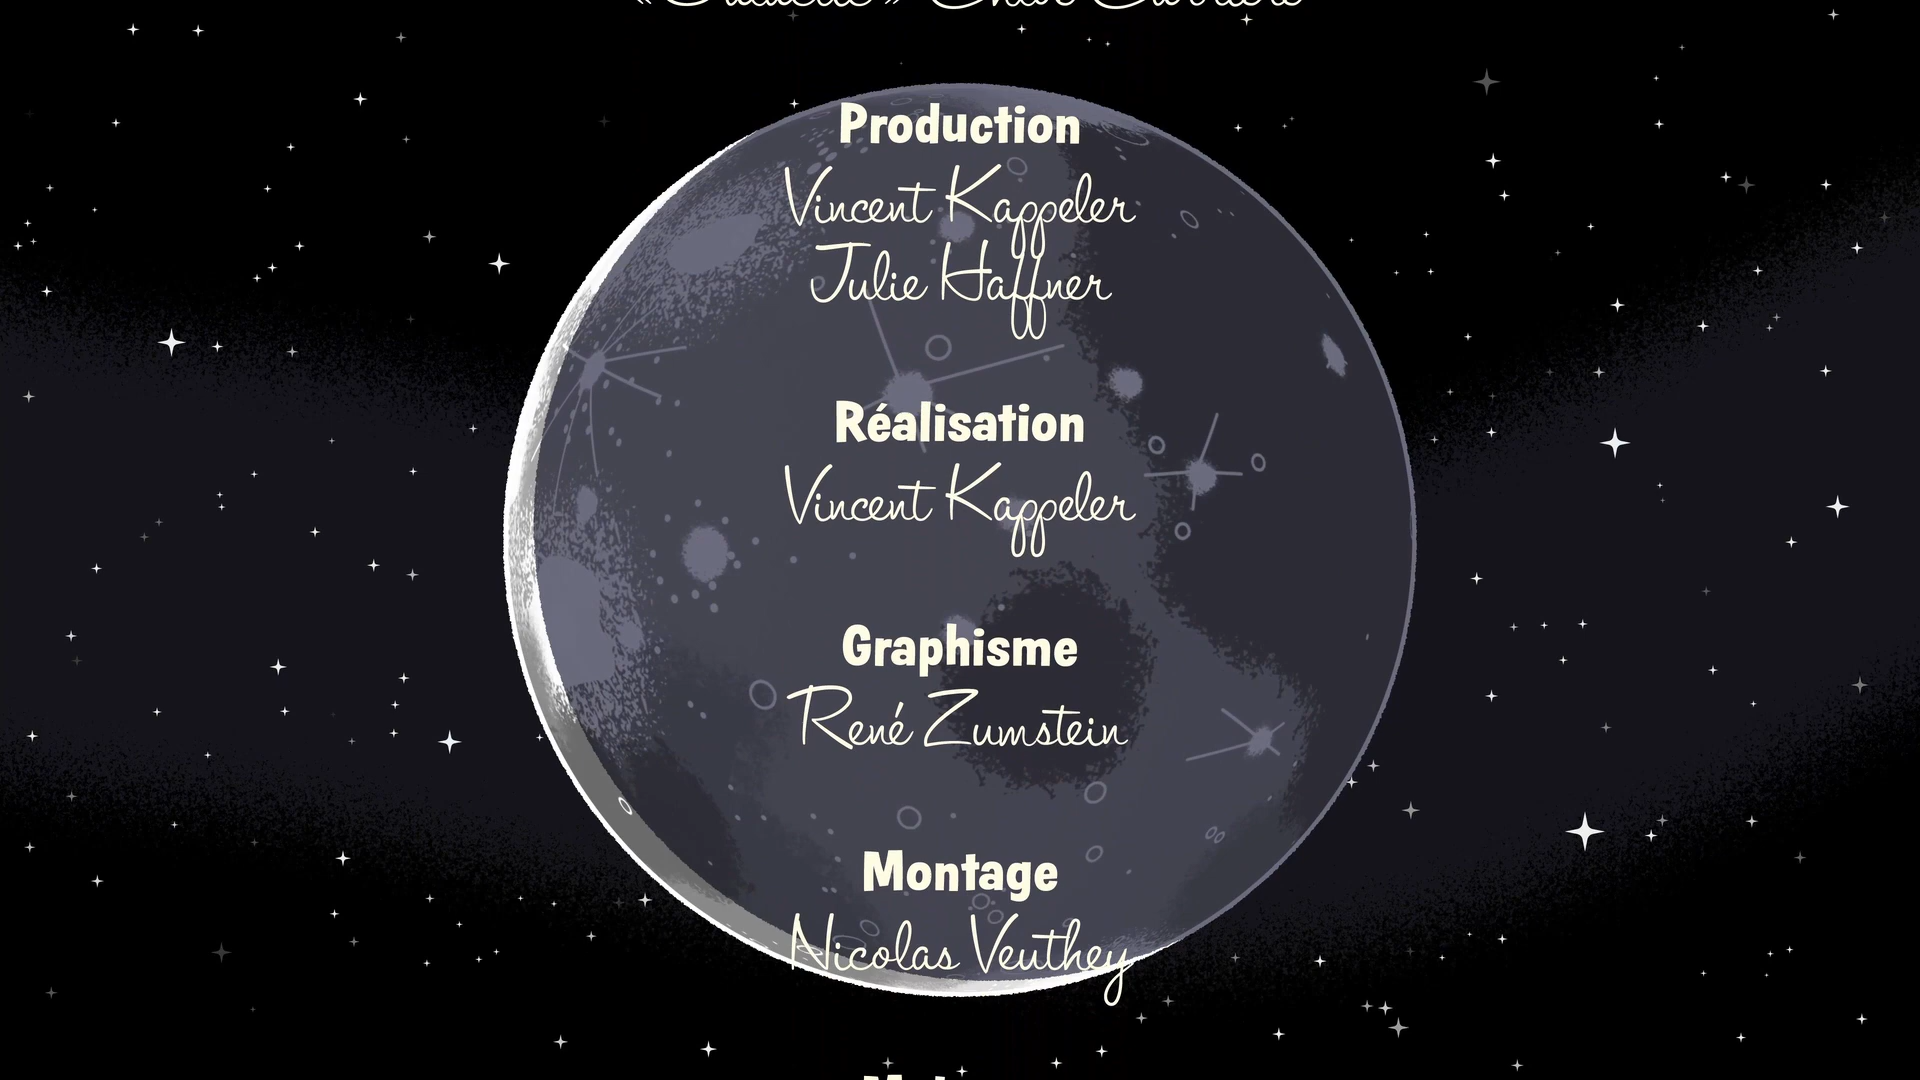 Production
Vincent Kappeler
Julie Haffner
Réalisation
Vincent Kappeler
Graphisme
René Zumstein
Montage
Nicolas Veuthey